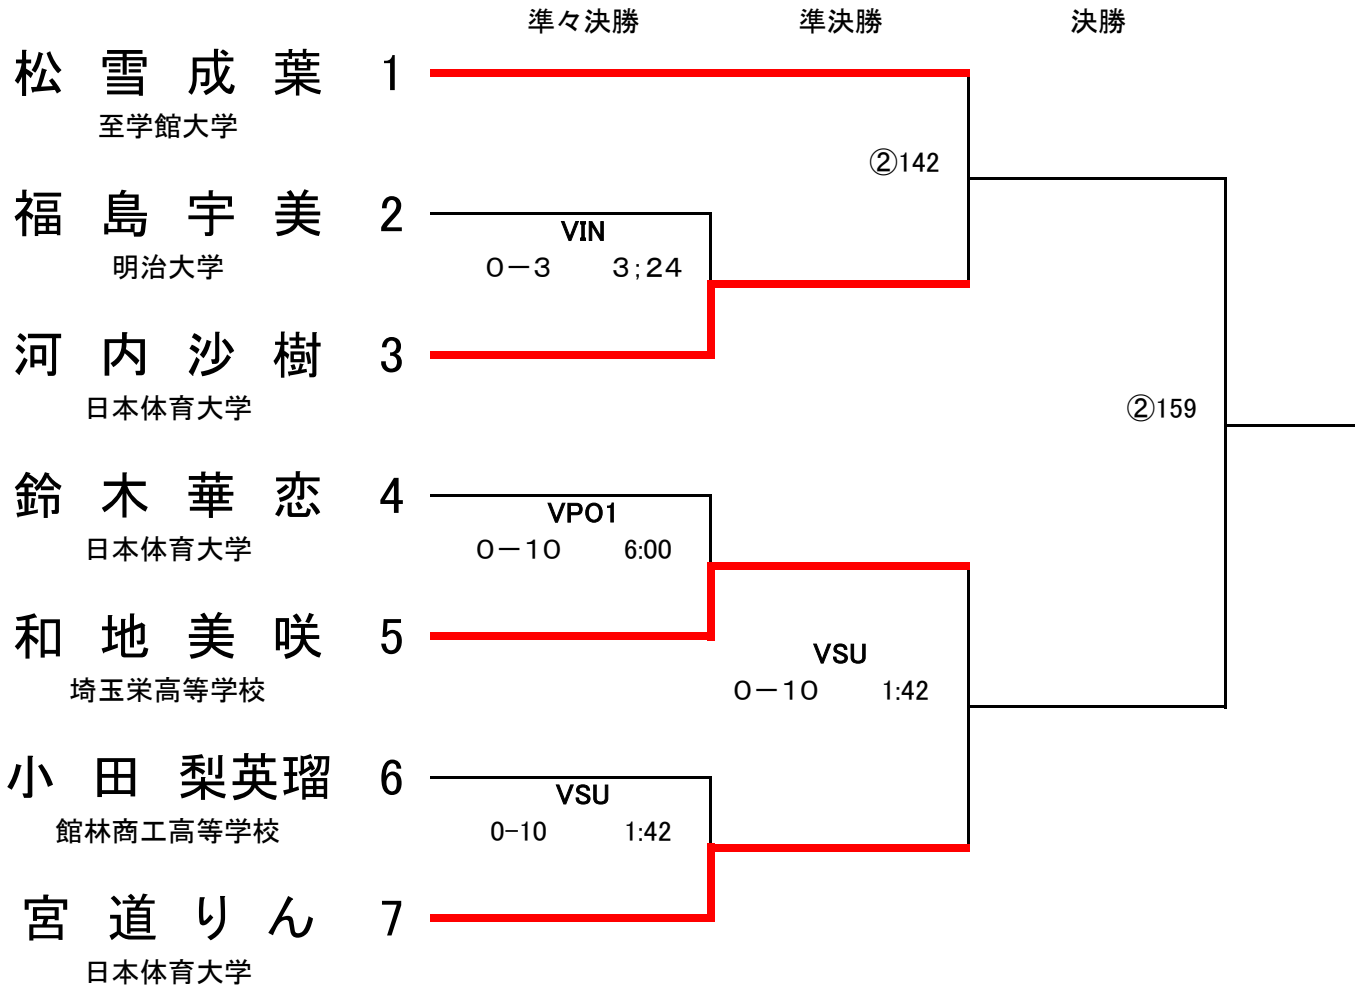 準々決勝 準決勝 決勝
松 雪 成 葉 1
至学館大学
②142
福 島 宇 美 2
VIN
0－3 3;24
明治大学
河 内 沙 樹 3
日本体育大学
②159
鈴 木 華 恋 4
VPO1
0－10 6:00
日本体育大学
和 地 美 咲 5
埼玉栄高等学校
VSU
0－10 1:42
小 田 梨英瑠 6
VSU
0-10 1:42
館林商工高等学校
宮 道 り ん 7
日本体育大学